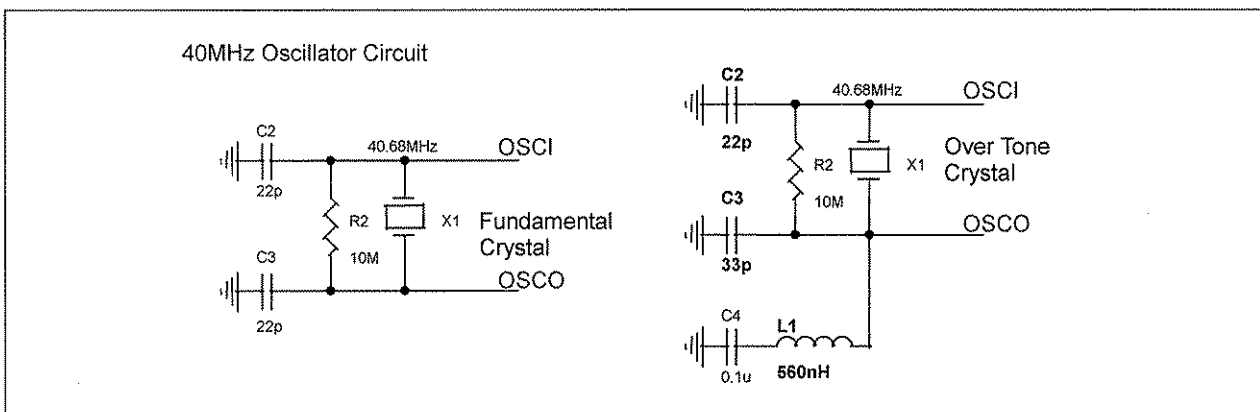 40MHz Oscillator Circuit
C2
22p
40.68MHz
OSCI
R2
10M
X1
Fundamental
Crystal
C3
22p
OSCO
C2
22p
40.68MHz
OSCI
R2
10M
X1
Over Tone
Crystal
C3
33p
OSCO
C4
0.1u
L1
560nH